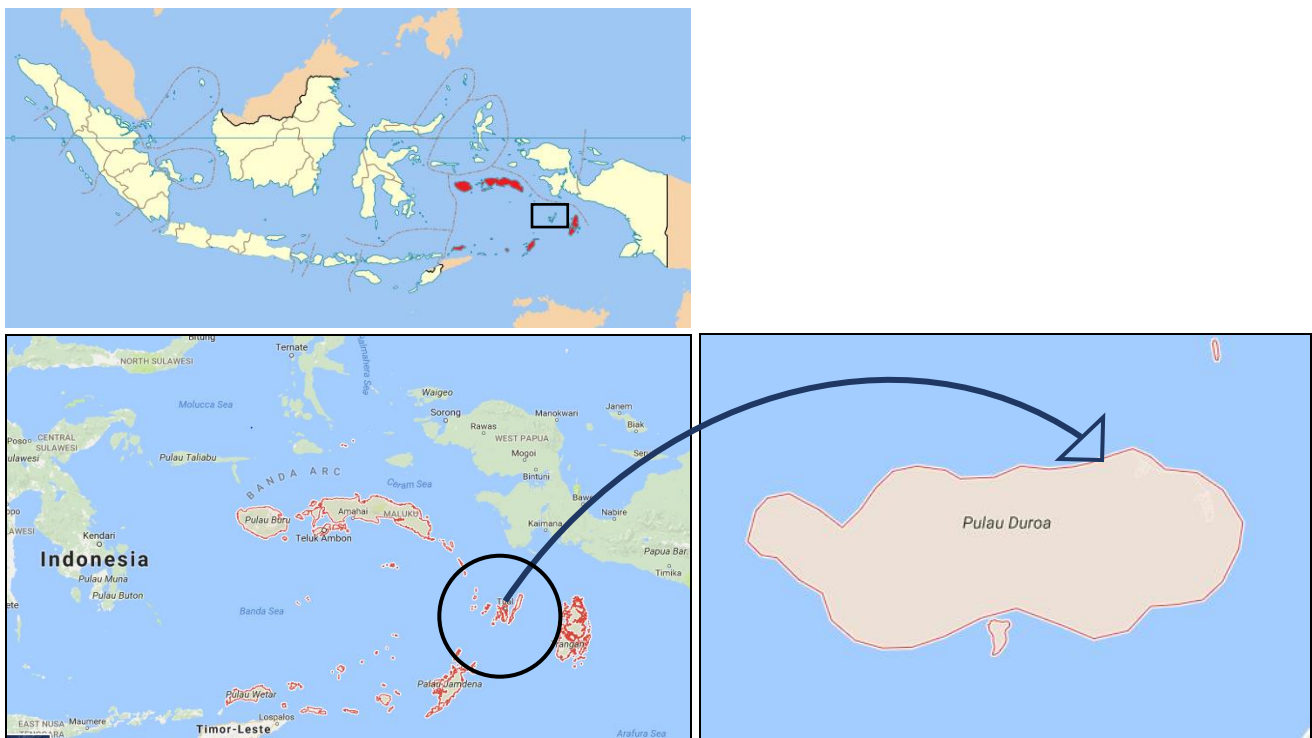 Bitung
Ternate
Halmahera Sea
NORTH SULAWESI
Molucca Sea
Waigeo
Sorong
Manokwari
Janem
Biak
Rawas
WEST PAPUA
Mogoi
Bintuni
Poso
CENTRAL
SULAWESI
Pulau Taliabu
BANDA ARC
Ceram Sea
Pulau Buru
Amahai
MALUKU
Teluk Ambon
Kaimana
Nabire
Kendari
Indonesia
Pulau Muna
Pulau Buton
Papua Bar
Timika
Banda Sea
Pulau Jamdena
Pulau Wetar
Lospalos
EAST NUSA
TENGGARA
Maumere
Timor-Leste
Arafura Sea
Pulau Duroa